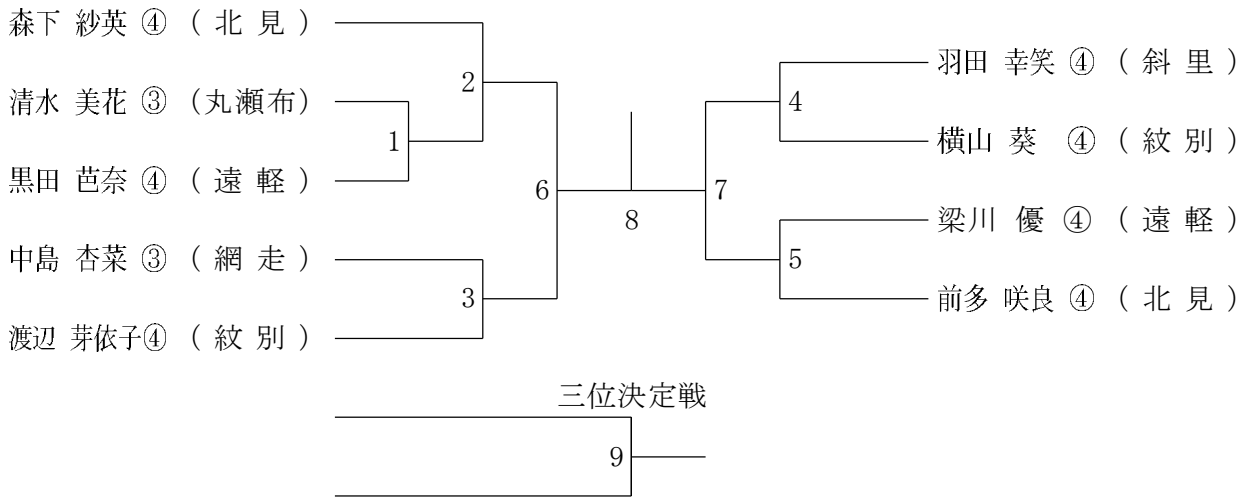 森下 紗英 ④ （ 北 見 ）
清水 美花 ③ （丸瀬布）
黒田 芭奈 ④ （ 遠 軽 ）
中島 杏菜 ③ （ 網 走 ）
渡辺 芽依子④ （ 紋 別 ）
1
2
3
6
8
7
4
5
羽田 幸笑 ④ （ 斜 里 ）
横山 葵 ④ （ 紋 別 ）
梁川 優 ④ （ 遠 軽 ）
前多 咲良 ④ （ 北 見 ）
三位決定戦
9